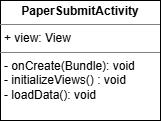 PaperSubmitActivity
+ view: View
- onCreate(Bundle): void
- initializeViews() : void
- loadData(): void